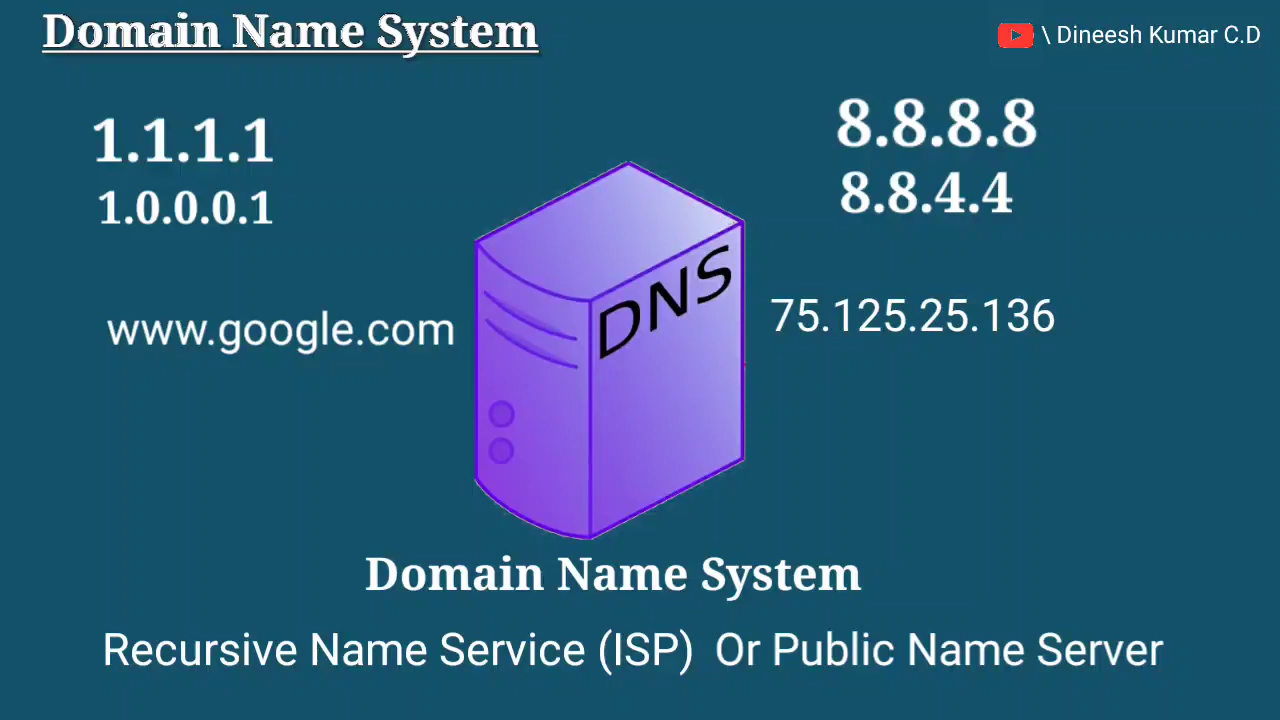 Domain Name System
\ Dineesh Kumar C.D
1.1.1.1
1.0.0.0.1
8.8.8.8
8.8.4.4
www.google.com
DNS
75.125.25.136
Domain Name System
Recursive Name Service (ISP) Or Public Name Server